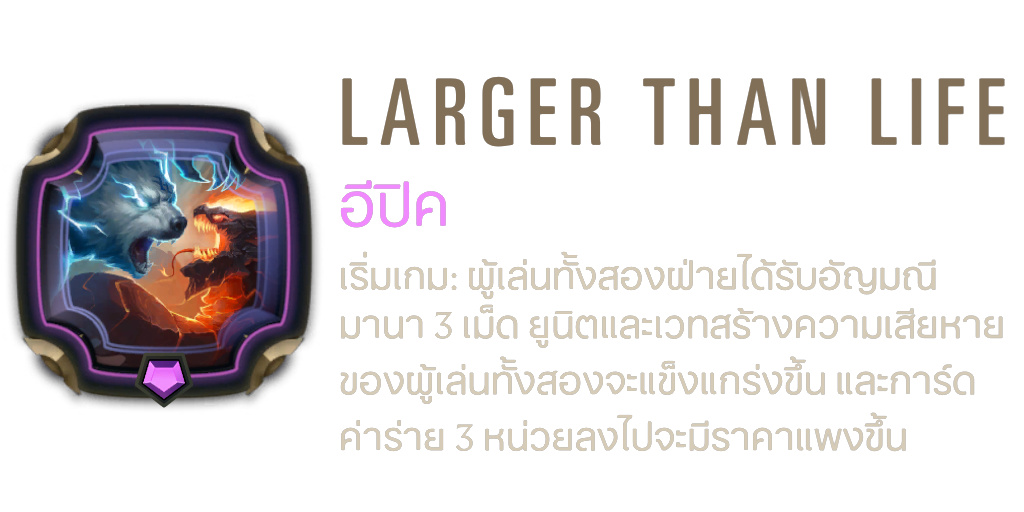 LARGER THAN LIFE
อีปิค
เริ่มเกม: ผู้เล่นทั้งสองฝ่ายได้รับอัญมณี
มานา 3 เม็ด ยูนิตและเวทสร้างความเสียหาย
ของผู้เล่นทั้งสองจะแข็งแกร่งขึ้น และการ์ด
ค่าร่าย 3 หน่วยลงไปจะมีราคาแพงขึ้น